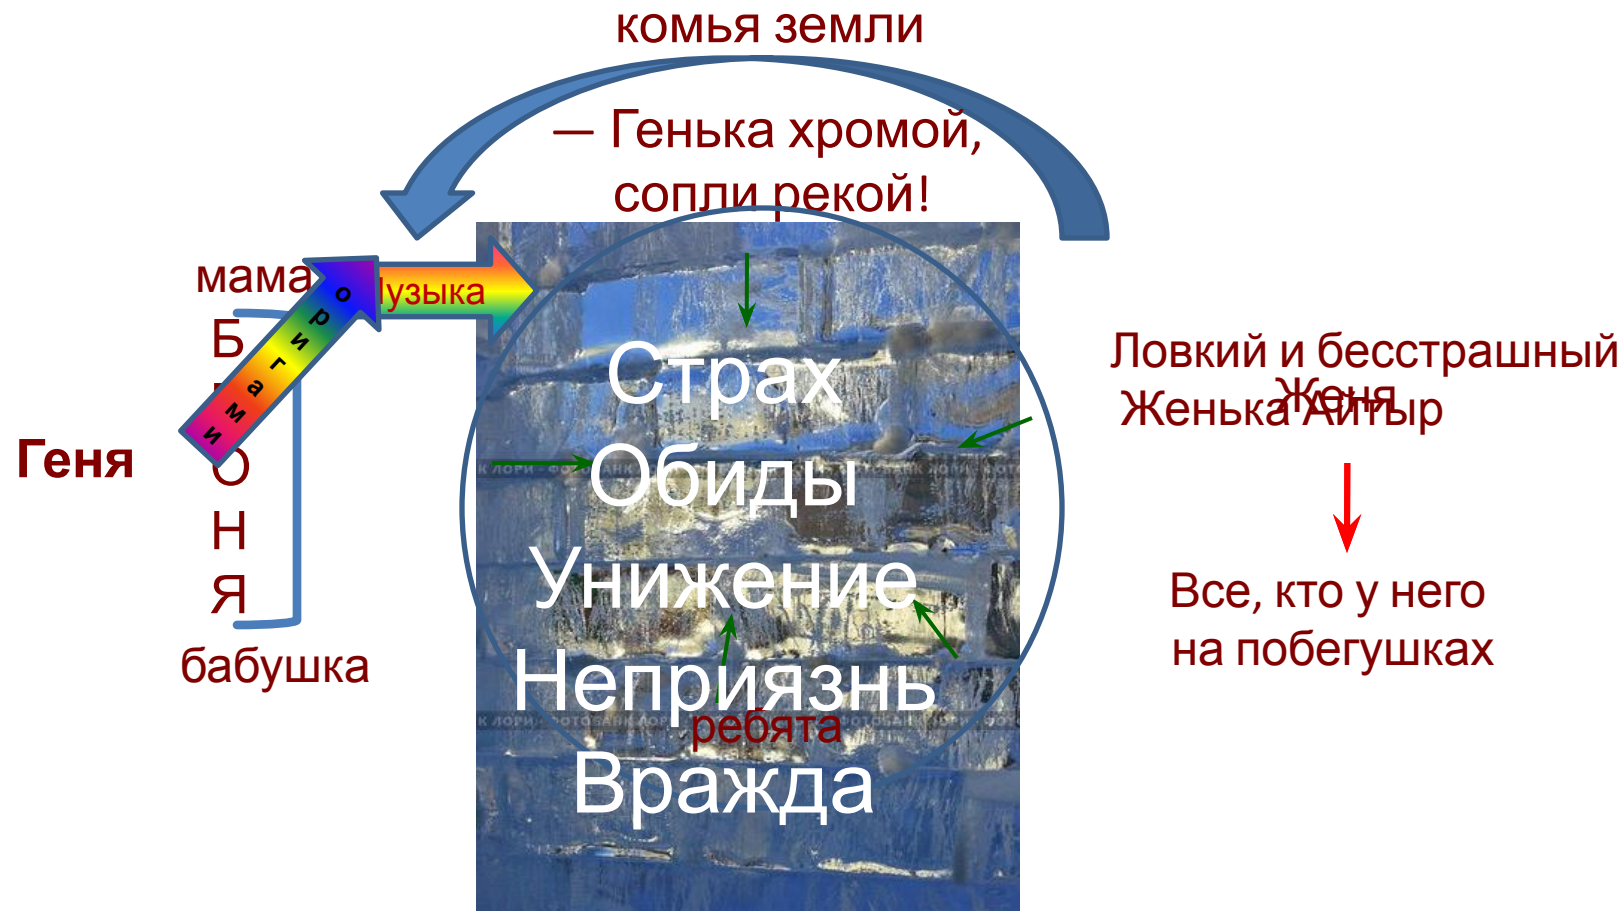 комья земли
— Генька хромой,
сопли рекой!
мама
оригами
узыка
Б
О
Н
Я
Геня
бабушка
Страх
Обиды
Унижение
Неприязнь
ребята
Вражда
Ловкий и бесстрашный
Женя
Женька Айтыр
Все, кто у него
на побегушках